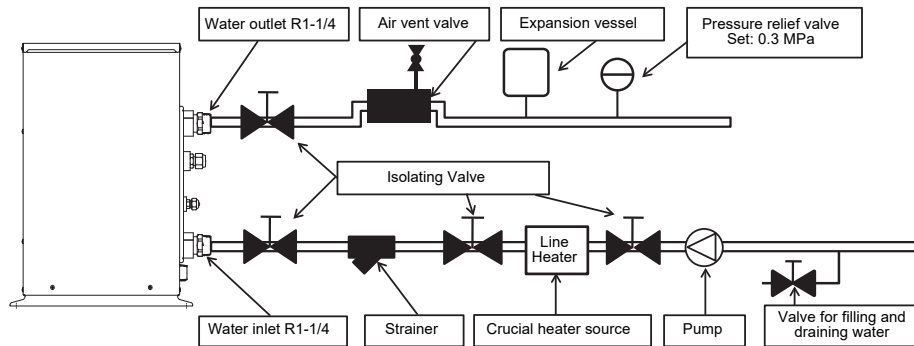 Water outlet R1-1/4
Air vent valve
Expansion vessel
Pressure relief valve
Set: 0.3 MPa
Isolating Valve
Line
Heater
Water inlet R1-1/4
Strainer
Crucial heater source
Pump
Valve for filling and
draining water